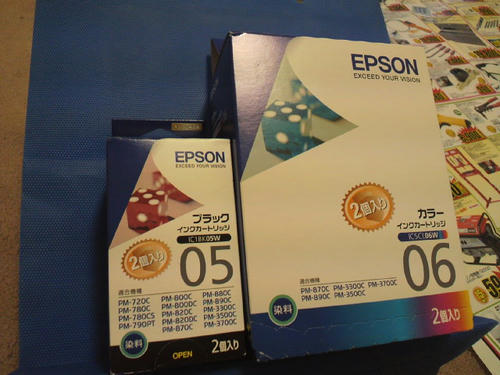 EPSON
EXCEED YOUR VISION
ブラック
インクカートリッジ
IC1BK05W
2個入り
05
適合機種
PM-720C PM-800C PM-880C
PM-780C PM-800DC PM-890C
PM-780CS PM-820C PM-3300C
PM-790PT PM-820DC PM-3500C
PM-870C PM-3700C
染料
OPEN
2個入り
EPSON
EXCEED YOUR VISION
2個入り
カラー
インクカートリッジ
IC5CL06W
06
適合機種
PM-870C PM-3300C PM-3700C
PM-890C PM-3500C
染料
2個入り